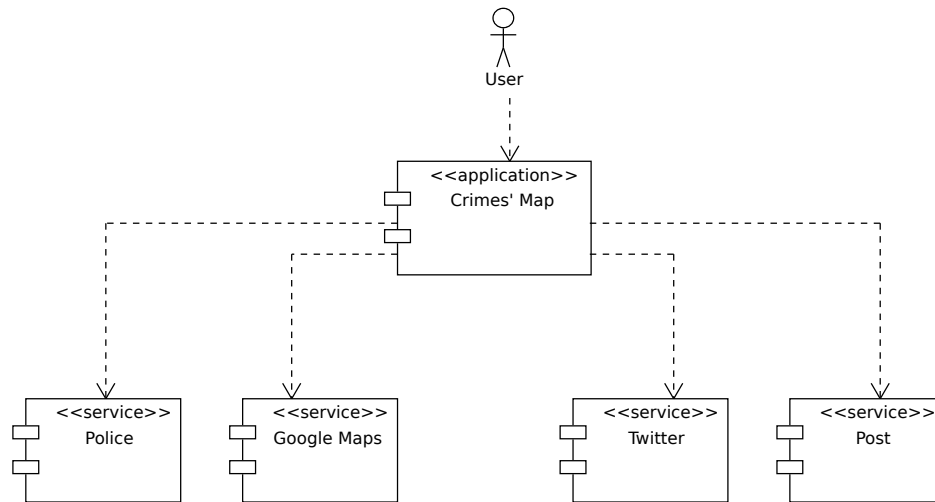 User
<<application>>
Crimes' Map
<<service>>
Police
<<service>>
Google Maps
<<service>>
Twitter
<<service>>
Post